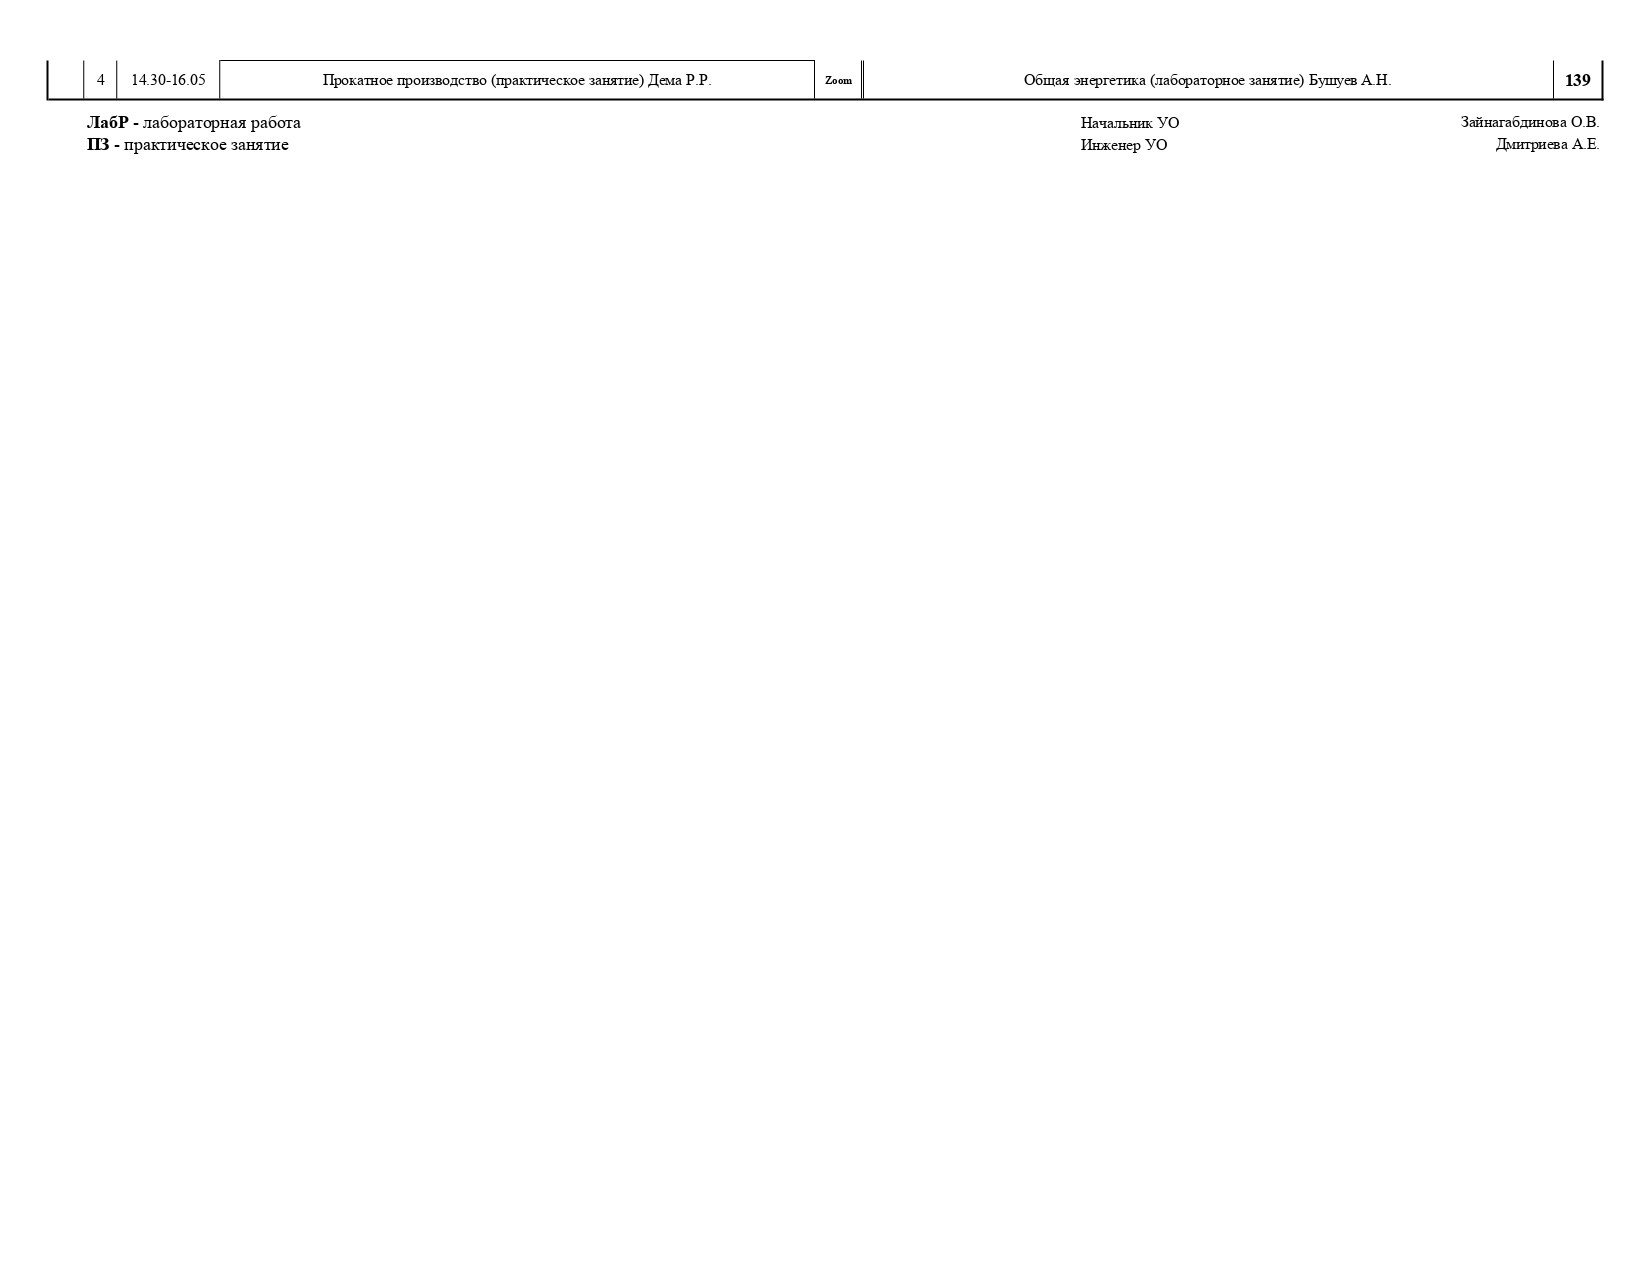 4 14.30-16.05 Прокатное производство (практическое занятие) Дема Р.Р. Zoom Общая энергетика (лабораторное занятие) Бушуев А.Н. 139
ЛабР - лабораторная работа Начальник УО Зайнагабдинова О.В.
ПЗ - практическое занятие Инженер УО Дмитриева А.Е.